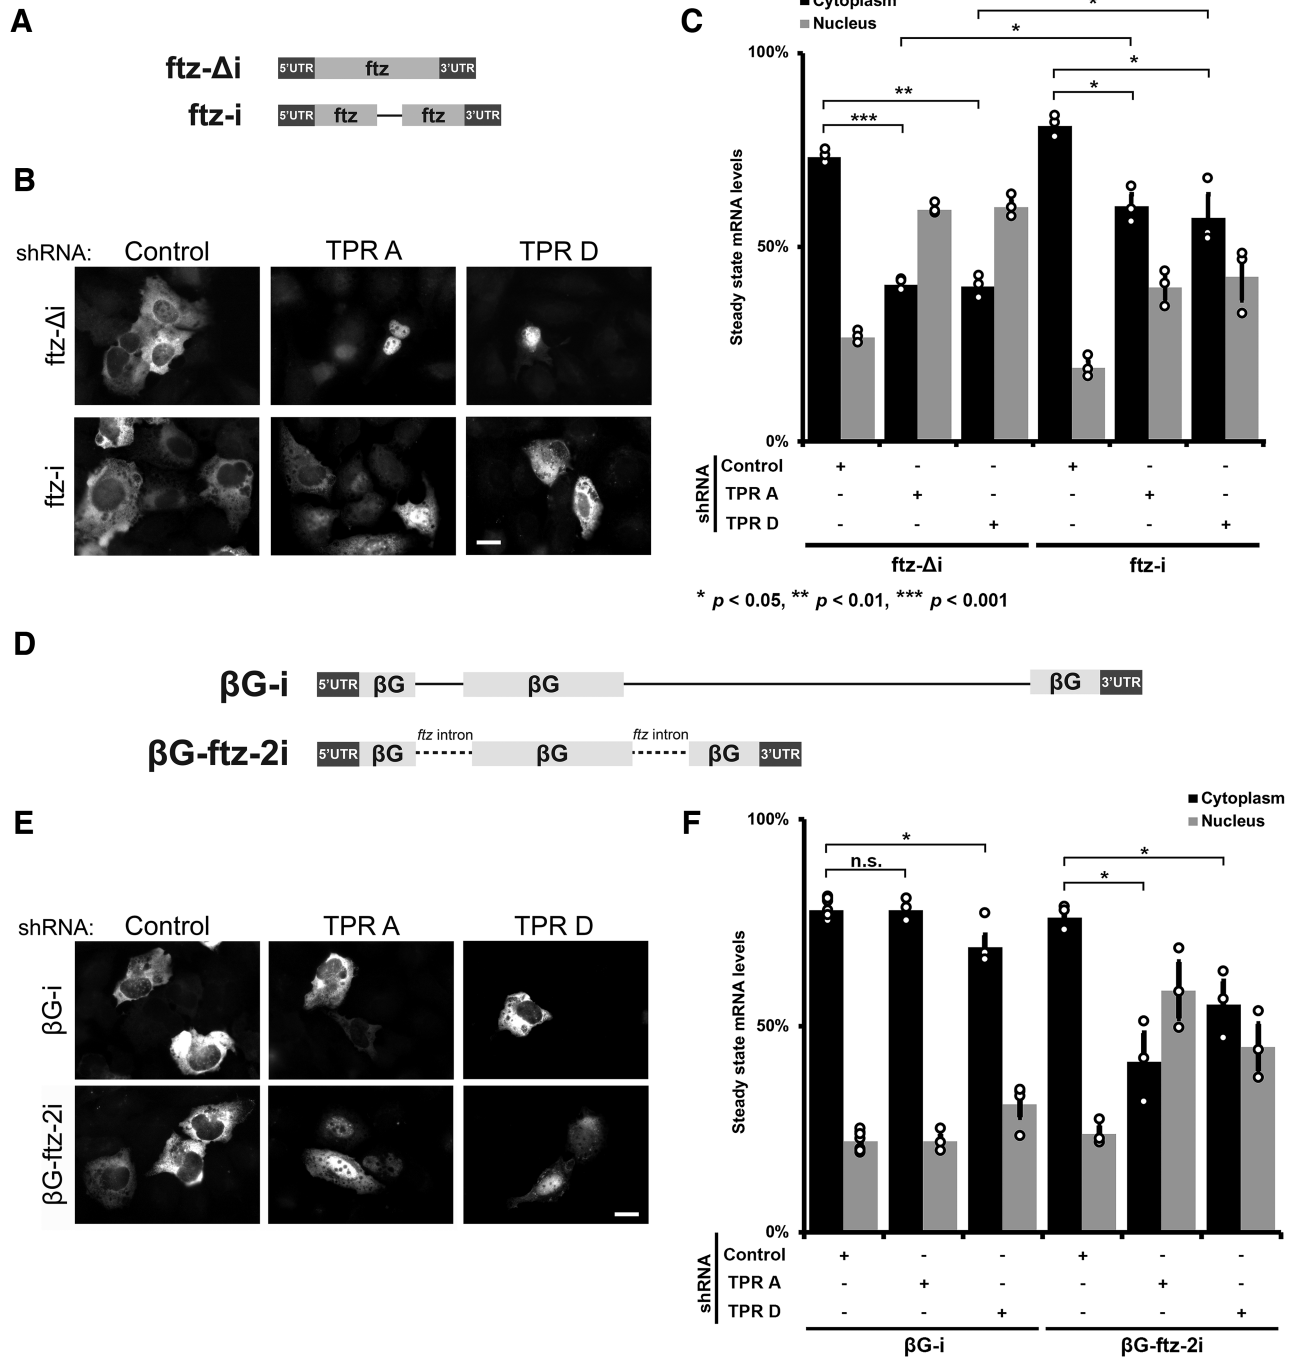 A
ftz-Δi
5'UTR ftz 3'UTR
ftz-i
5'UTR ftz ftz 3'UTR
B
shRNA: Control TPR A TPR D
ftz-Δi
ftz-i
C
Cytoplasm
Nucleus
*
*
*
*
**
***
100%
50%
0%
Steady state mRNA levels
shRNA
Control + - - + - -
TPR A - + - - + -
TPR D - - + - - +
ftz-Δi ftz-i
* p < 0.05, ** p < 0.01, *** p < 0.001
D
βG-i
5'UTR βG βG βG 3'UTR
βG-ftz-2i
ftz intron ftz intron
5'UTR βG βG βG 3'UTR
E
shRNA: Control TPR A TPR D
βG-i
βG-ftz-2i
F
Cytoplasm
Nucleus
*
n.s.
*
*
100%
50%
0%
Steady state mRNA levels
shRNA
Control + - - + - -
TPR A - + - - + -
TPR D - - + - - +
βG-i βG-ftz-2i